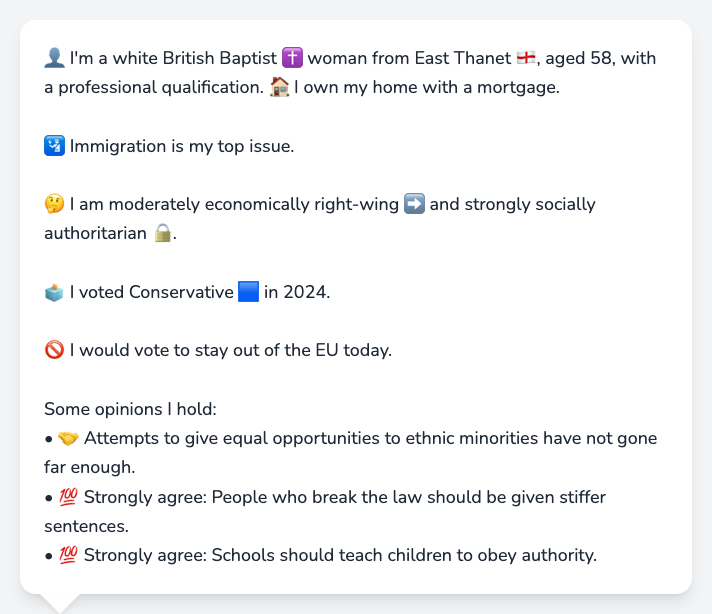 👤 I'm a white British Baptist ✝️ woman from East Thanet 🏴󠁧󠁢󠁥󠁮󠁧󠁿, aged 58, with
a professional qualification. 🏠 I own my home with a mortgage.
🛂 Immigration is my top issue.
🤔 I am moderately economically right-wing ➡️ and strongly socially
authoritarian 🔒.
🗳️ I voted Conservative 🟦 in 2024.
🚫 I would vote to stay out of the EU today.
Some opinions I hold:
• 🤝 Attempts to give equal opportunities to ethnic minorities have not gone
far enough.
• 💯 Strongly agree: People who break the law should be given stiffer
sentences.
• 💯 Strongly agree: Schools should teach children to obey authority.